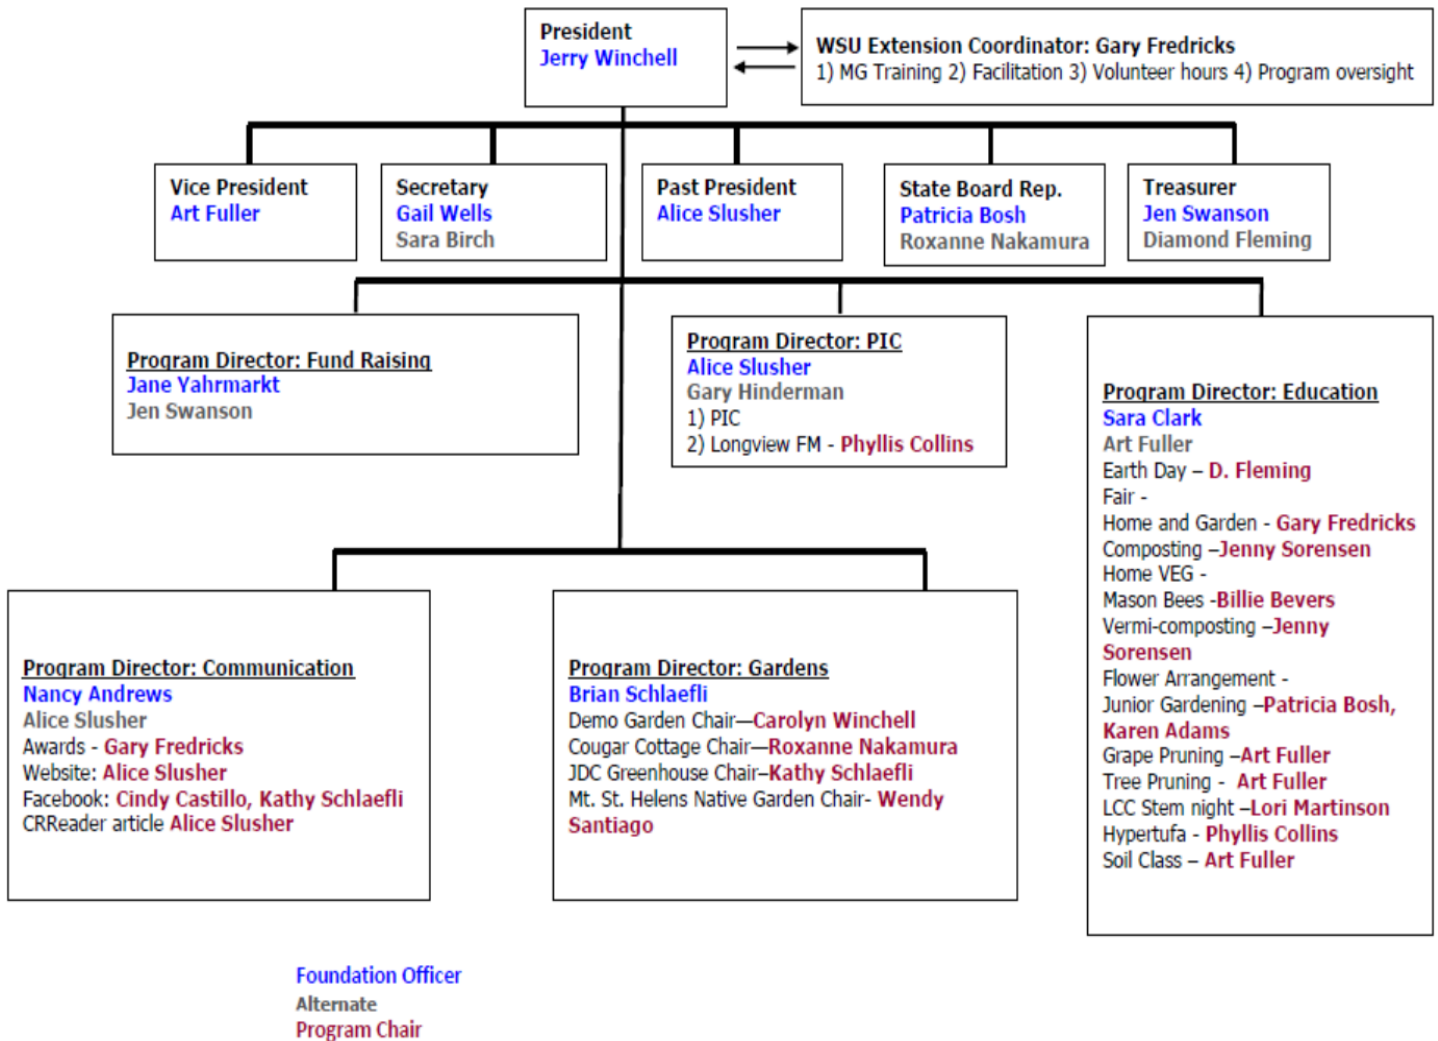 President
Jerry Winchell
WSU Extension Coordinator: Gary Fredricks
1) MG Training 2) Facilitation 3) Volunteer hours 4) Program oversight
Vice President
Art Fuller
Secretary
Gail Wells
Sara Birch
Past President
Alice Slusher
State Board Rep.
Patricia Bosh
Roxanne Nakamura
Treasurer
Jen Swanson
Diamond Fleming
Program Director: Fund Raising
Jane Yahrmarkt
Jen Swanson
Program Director: PIC
Alice Slusher
Gary Hinderman
1) PIC
2) Longview FM - Phyllis Collins
Program Director: Education
Sara Clark
Art Fuller
Earth Day – D. Fleming
Fair -
Home and Garden - Gary Fredricks
Composting –Jenny Sorensen
Home VEG -
Mason Bees -Billie Bevers
Vermi-composting –Jenny
Sorensen
Flower Arrangement -
Junior Gardening –Patricia Bosh,
Karen Adams
Grape Pruning –Art Fuller
Tree Pruning - Art Fuller
LCC Stem night –Lori Martinson
Hypertufa - Phyllis Collins
Soil Class – Art Fuller
Program Director: Communication
Nancy Andrews
Alice Slusher
Awards - Gary Fredricks
Website: Alice Slusher
Facebook: Cindy Castillo, Kathy Schlaefli
CRReader article Alice Slusher
Program Director: Gardens
Brian Schlaefli
Demo Garden Chair—Carolyn Winchell
Cougar Cottage Chair—Roxanne Nakamura
JDC Greenhouse Chair–Kathy Schlaefli
Mt. St. Helens Native Garden Chair- Wendy
Santiago
Foundation Officer
Alternate
Program Chair